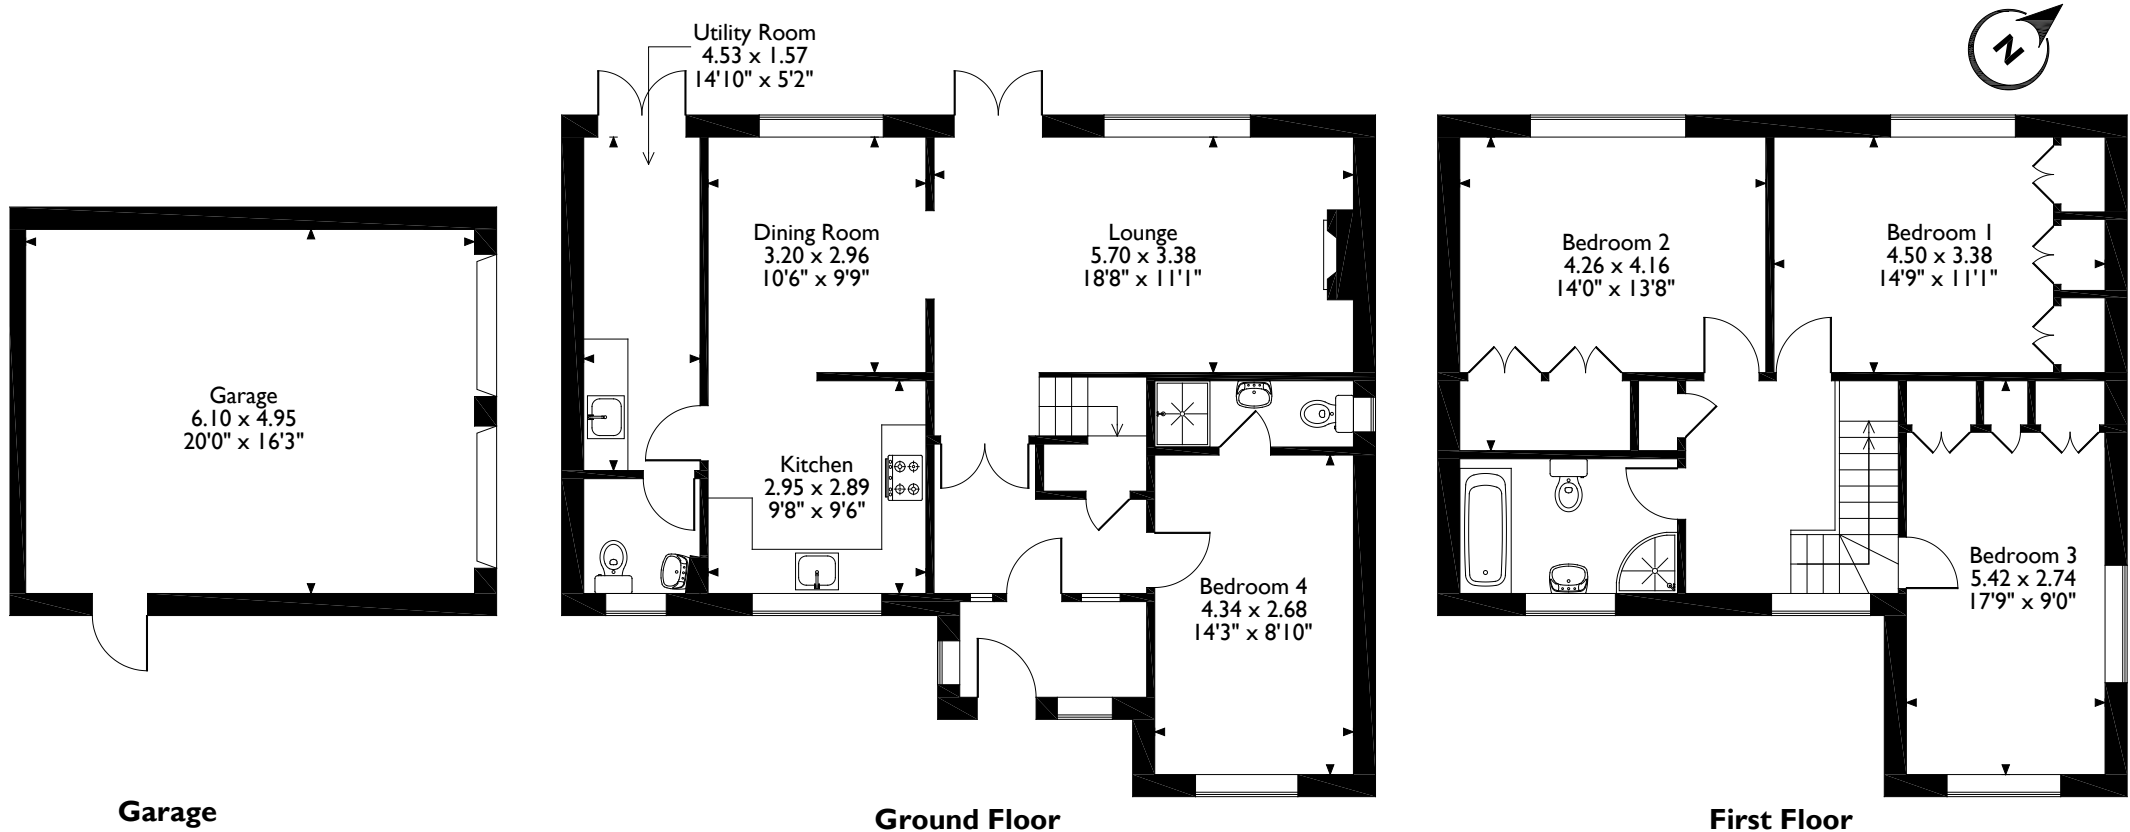 Utility Room
4.53 x 1.57
14'10" x 5'2"
N
Garage
6.10 x 4.95
20'0" x 16'3"
Dining Room
3.20 x 2.96
10'6" x 9'9"
Lounge
5.70 x 3.38
18'8" x 11'1"
Kitchen
2.95 x 2.89
9'8" x 9'6"
Bedroom 4
4.34 x 2.68
14'3" x 8'10"
Bedroom 2
4.26 x 4.16
14'0" x 13'8"
Bedroom 1
4.50 x 3.38
14'9" x 11'1"
Bedroom 3
5.42 x 2.74
17'9" x 9'0"
Garage
Ground Floor
First Floor